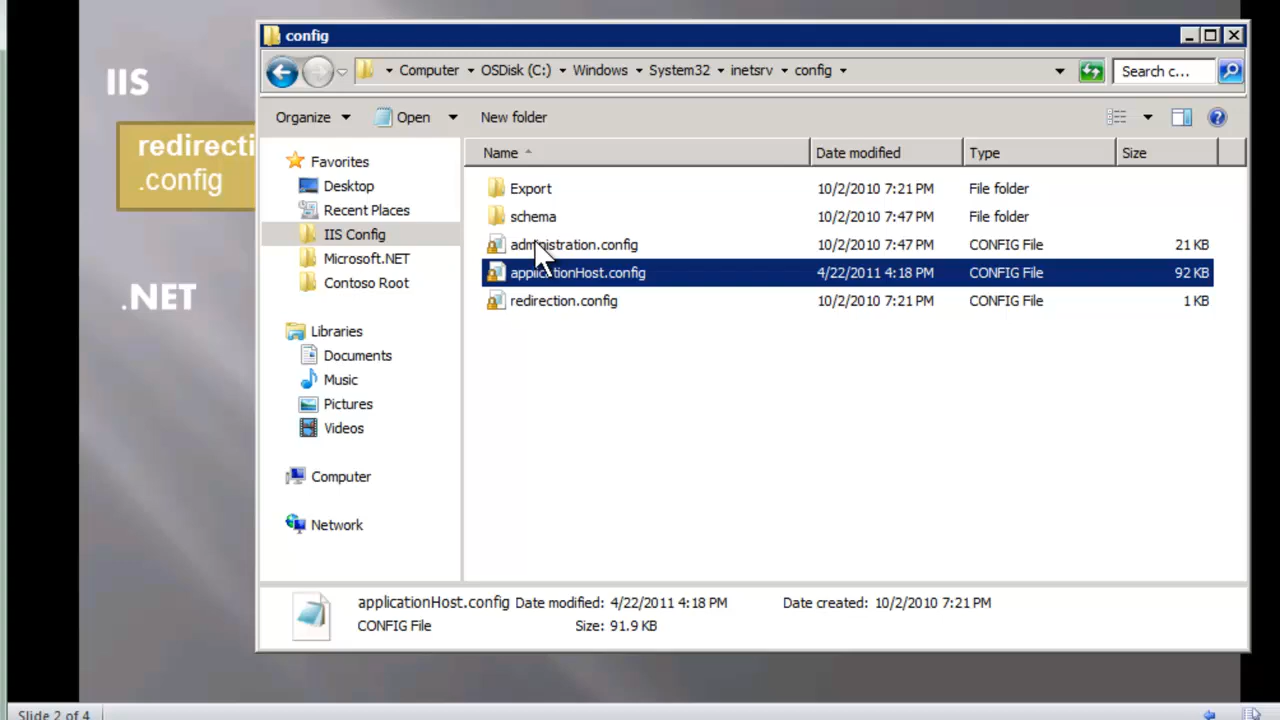 IIS
redirecti
.config
.NET
config
Computer OSDisk (C:) Windows System32 inetsrv config
Search c...
Organize Open New folder
Favorites
Desktop
Recent Places
IIS Config
Microsoft.NET
Contoso Root
Libraries
Documents
Music
Pictures
Videos
Computer
Network
Name Date modified Type Size
Export 10/2/2010 7:21 PM File folder
schema 10/2/2010 7:47 PM File folder
administration.config 10/2/2010 7:47 PM CONFIG File 21 KB
applicationHost.config 4/22/2011 4:18 PM CONFIG File 92 KB
redirection.config 10/2/2010 7:21 PM CONFIG File 1 KB
applicationHost.config Date modified: 4/22/2011 4:18 PM Date created: 10/2/2010 7:21 PM
CONFIG File Size: 91.9 KB
Slide 2 of 4